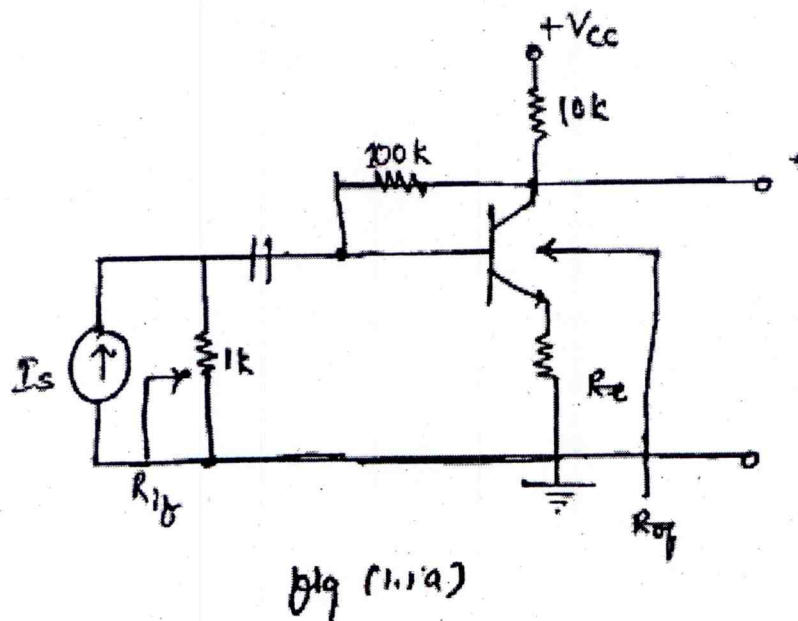 +Vcc
10k
100k
+
Is
1k
Re
Rif
Rof
fig (1.1a)